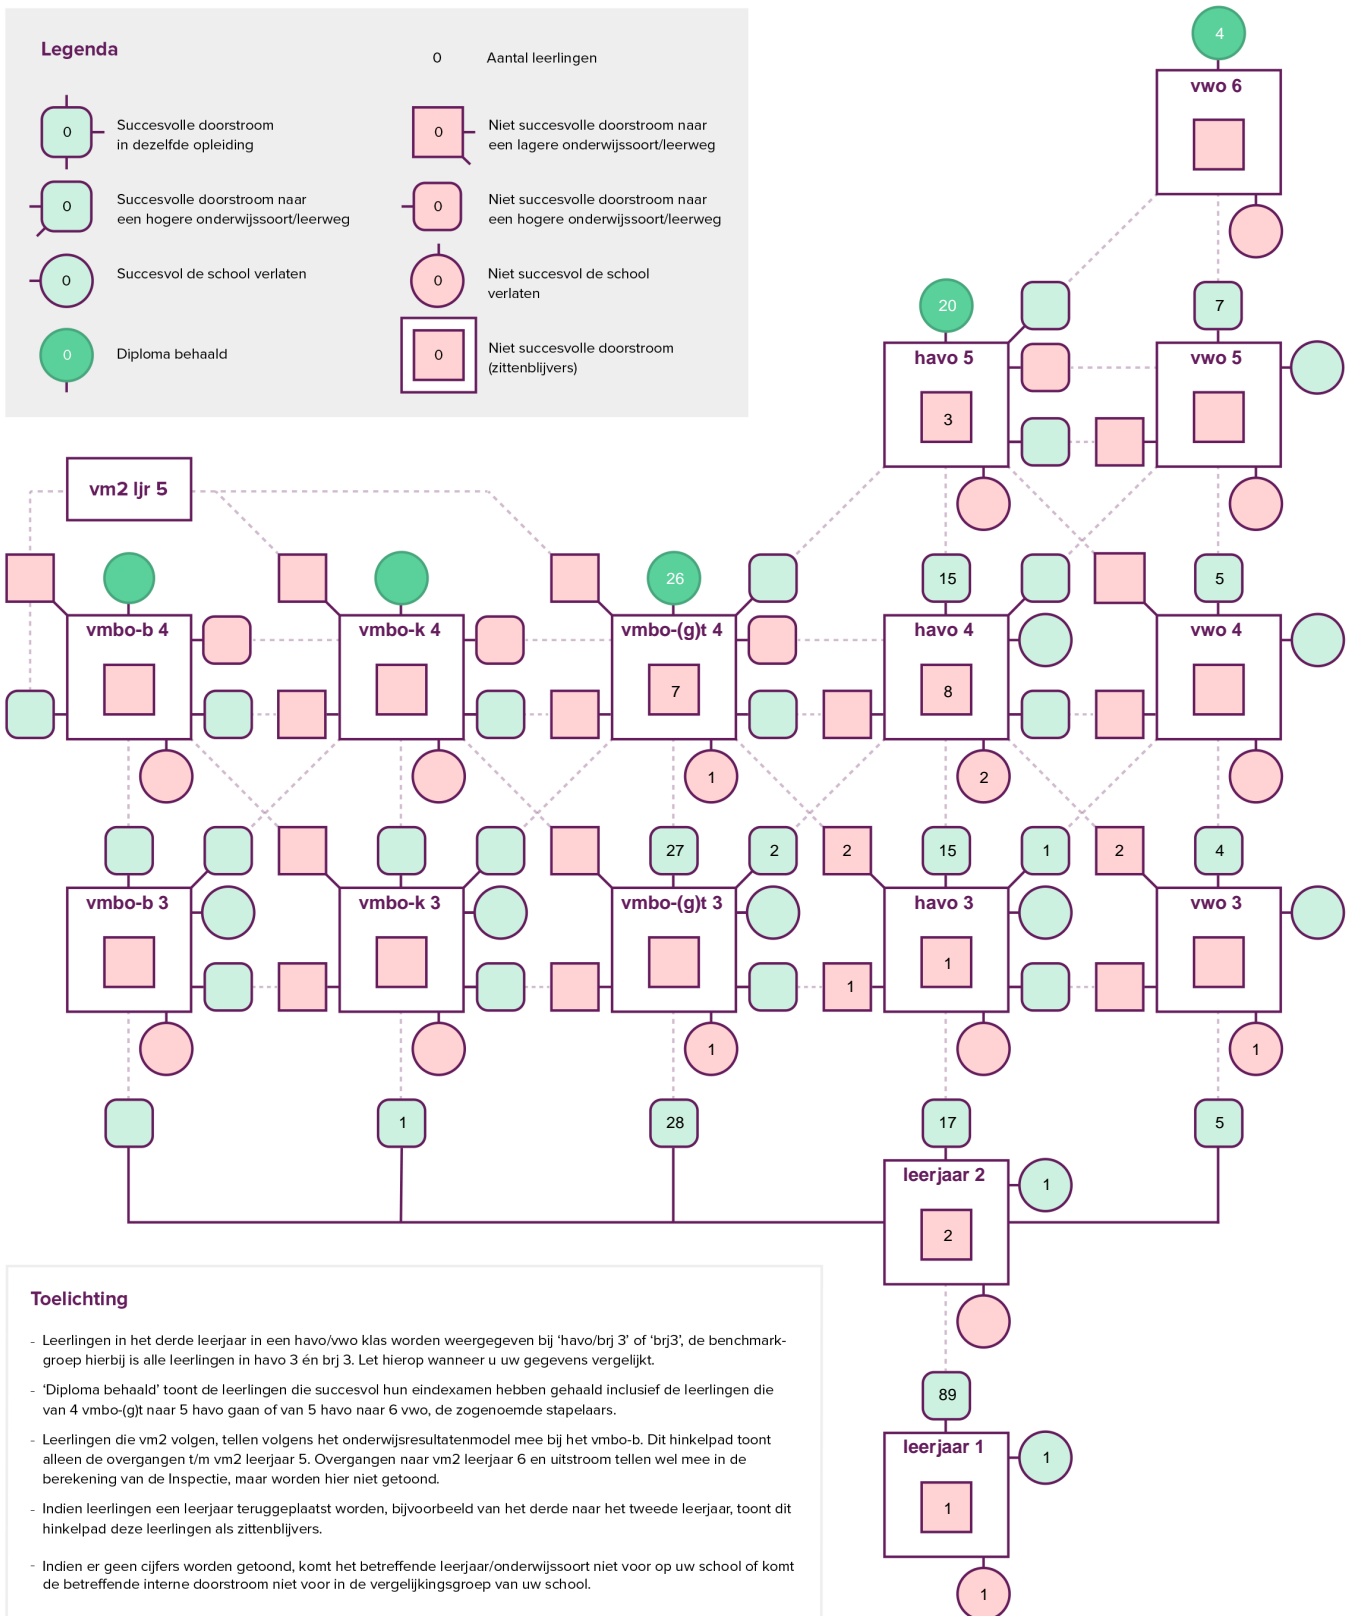 Legenda
0 Aantal leerlingen
0 Succesvolle doorstroom
in dezelfde opleiding
0 Niet succesvolle doorstroom naar
een lagere onderwijssoort/leerweg
0 Succesvolle doorstroom naar
een hogere onderwijssoort/leerweg
0 Niet succesvolle doorstroom naar
een hogere onderwijssoort/leerweg
0 Succesvol de school verlaten
0 Niet succesvol de school
verlaten
0 Diploma behaald
0 Niet succesvolle doorstroom
(zittenblijvers)
4
vwo 6
20
7
havo 5
vwo 5
3
vm2 ljr 5
26
15
5
vmbo-b 4
vmbo-k 4
vmbo-(g)t 4
havo 4
vwo 4
7
8
1
2
27
2
2
15
1
2
4
vmbo-b 3
vmbo-k 3
vmbo-(g)t 3
havo 3
vwo 3
1
1
1
1
1
28
17
5
leerjaar 2
1
2
89
leerjaar 1
1
1
1
Toelichting
- Leerlingen in het derde leerjaar in een havo/vwo klas worden weergegeven bij ‘havo/brj 3’ of ‘brj3’, de benchmark-
groep hierbij is alle leerlingen in havo 3 én brj 3. Let hierop wanneer u uw gegevens vergelijkt.
- ‘Diploma behaald’ toont de leerlingen die succesvol hun eindexamen hebben gehaald inclusief de leerlingen die
van 4 vmbo-(g)t naar 5 havo gaan of van 5 havo naar 6 vwo, de zogenoemde stapelaars.
- Leerlingen die vm2 volgen, tellen volgens het onderwijsresultatenmodel mee bij het vmbo-b. Dit hinkelpad toont
alleen de overgangen t/m vm2 leerjaar 5. Overgangen naar vm2 leerjaar 6 en uitstroom tellen wel mee in de
berekening van de Inspectie, maar worden hier niet getoond.
- Indien leerlingen een leerjaar teruggeplaatst worden, bijvoorbeeld van het derde naar het tweede leerjaar, toont dit
hinkelpad deze leerlingen als zittenblijvers.
- Indien er geen cijfers worden getoond, komt het betreffende leerjaar/onderwijssoort niet voor op uw school of komt
de betreffende interne doorstroom niet voor in de vergelijkingsgroep van uw school.